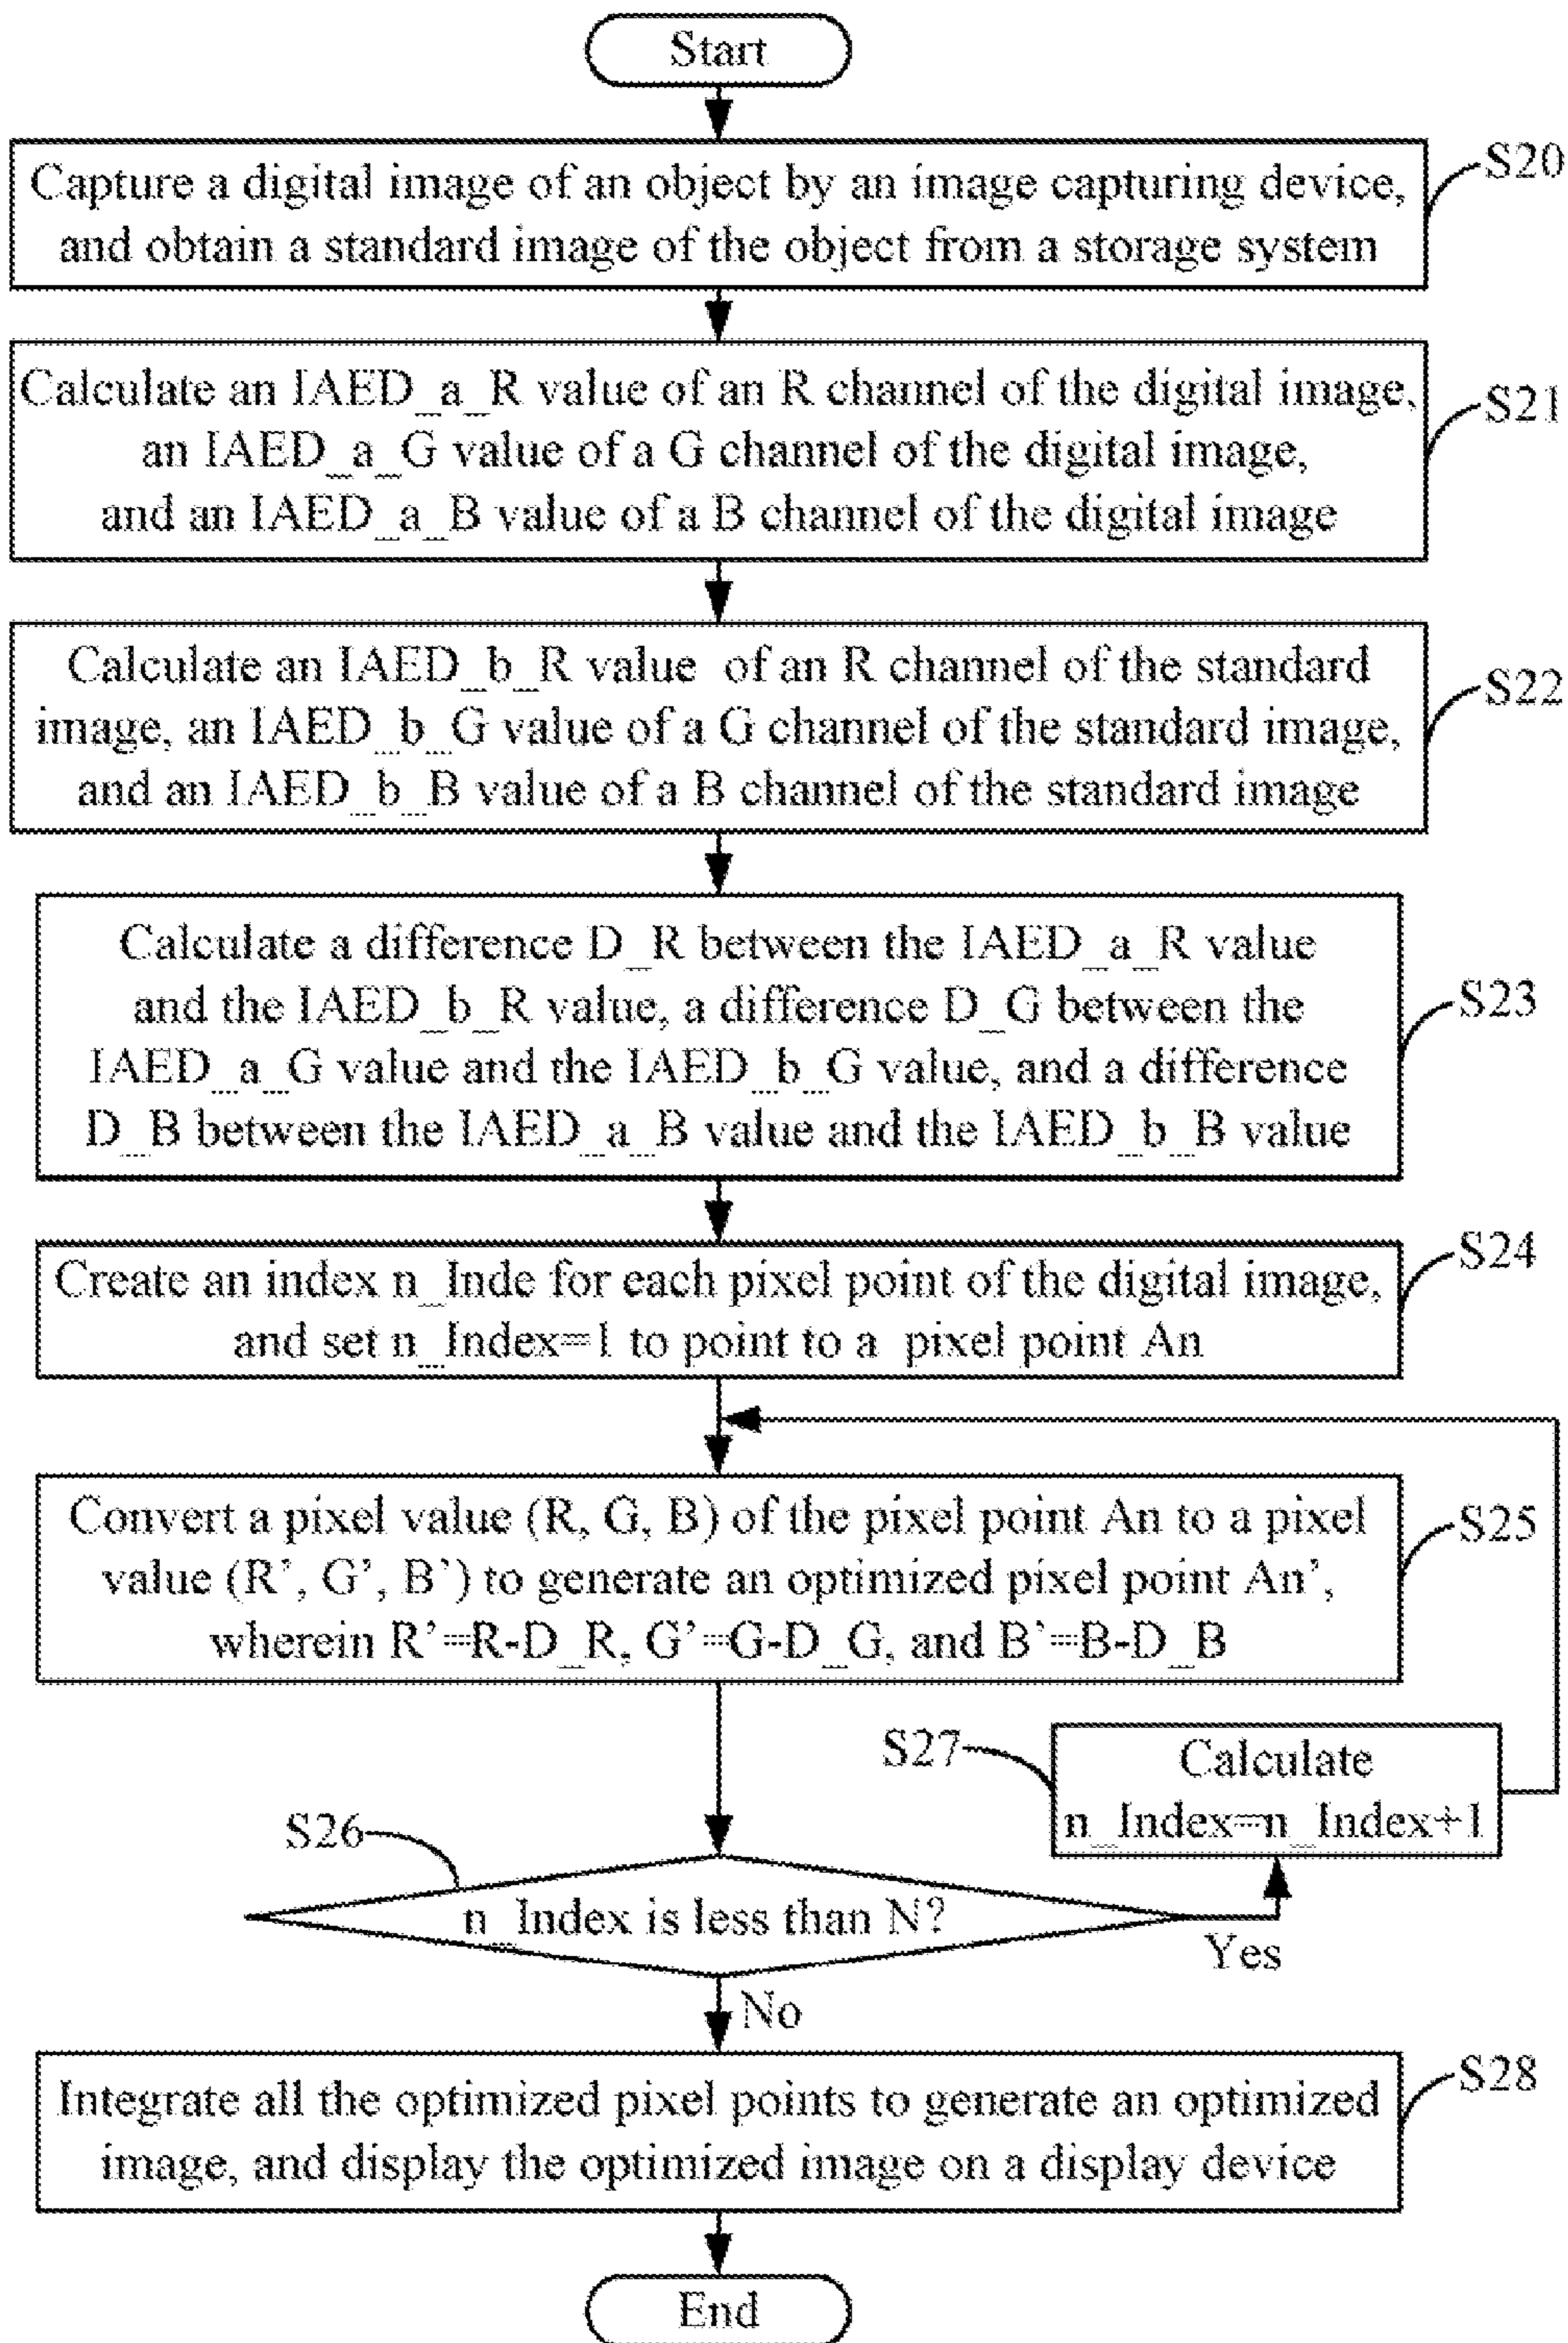 Start
Capture a digital image of an object by an image capturing device,
and obtain a standard image of the object from a storage system
S20
Calculate an IAED_a_R value of an R channel of the digital image,
an IAED_a_G value of a G channel of the digital image,
and an IAED_a_B value of a B channel of the digital image
S21
Calculate an IAED_b_R value of an R channel of the standard
image, an IAED_b_G value of a G channel of the standard image,
and an IAED_b_B value of a B channel of the standard image
S22
Calculate a difference D_R between the IAED_a_R value
and the IAED_b_R value, a difference D_G between the
IAED_a_G value and the IAED_b_G value, and a difference
D_B between the IAED_a_B value and the IAED_b_B value
S23
Create an index n_Inde for each pixel point of the digital image,
and set n_Index=1 to point to a pixel point An
S24
Convert a pixel value (R, G, B) of the pixel point An to a pixel
value (R’, G’, B’) to generate an optimized pixel point An’,
wherein R’=R-D_R, G’=G-D_G, and B’=B-D_B
S25
S27
Calculate
n_Index=n_Index+1
S26
n_Index is less than N?
Yes
No
Integrate all the optimized pixel points to generate an optimized
image, and display the optimized image on a display device
S28
End